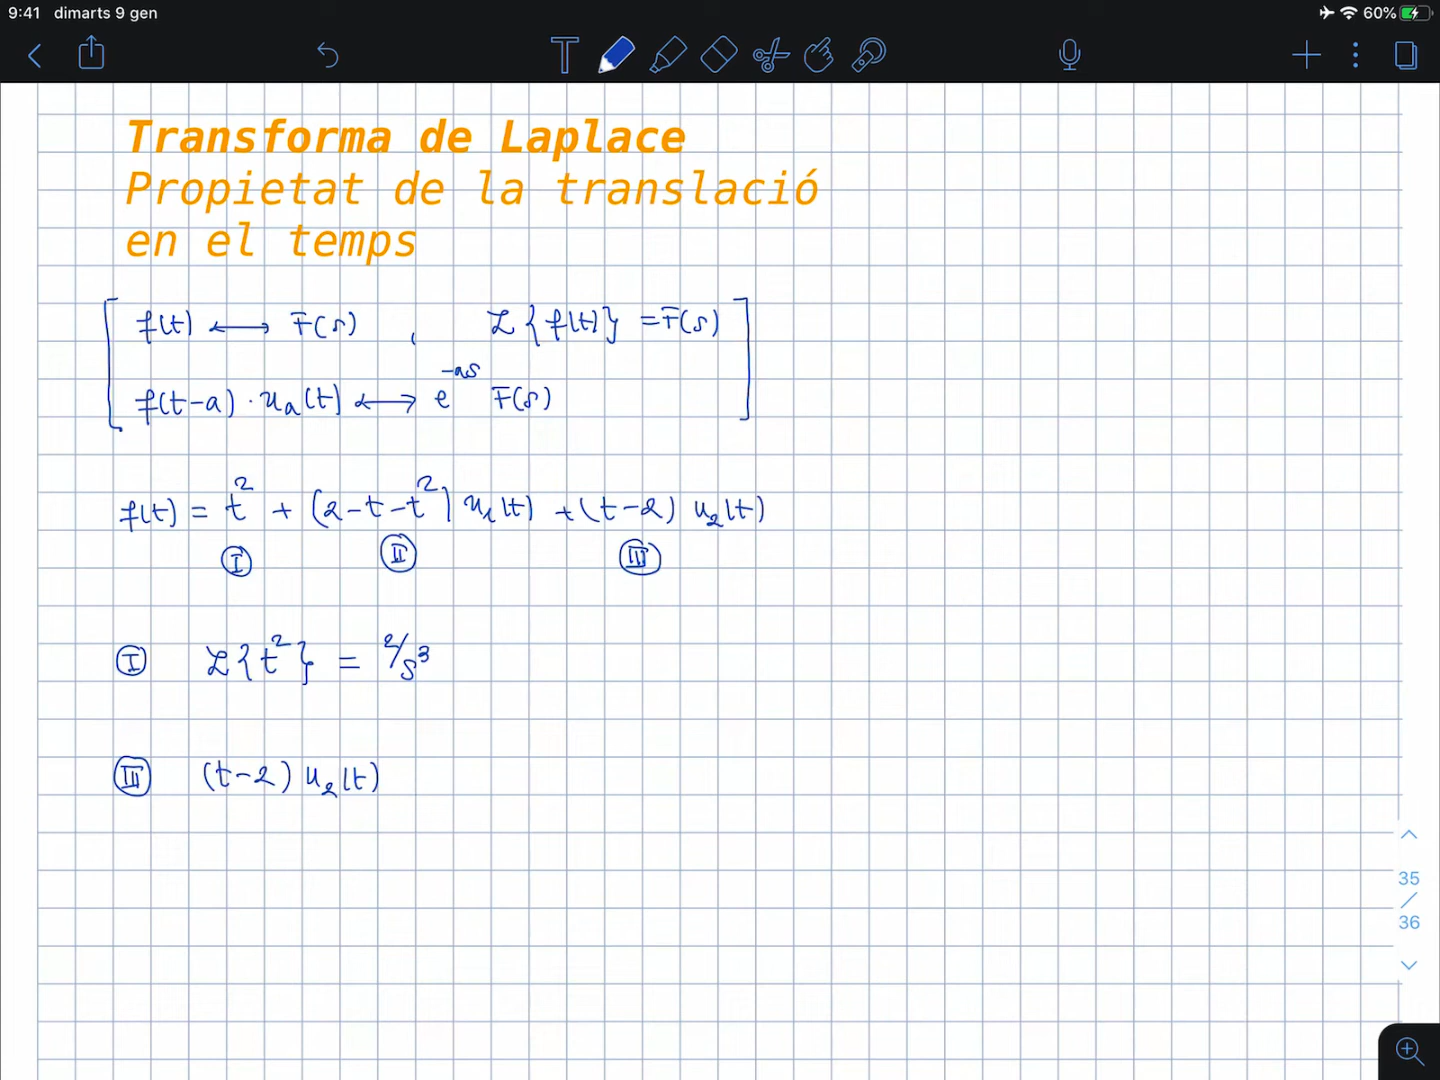 9:41 dimarts 9 gen 60%
Transforma de Laplace
Propietat de la translació
en el temps
f(t) ⟷ F(s) , ℒ{f(t)} = F(s)
f(t-a) · u_a(t) ⟷ e^{-as} F(s)
f(t) = t² + (2-t-t²) u₁(t) + (t-2) u₂(t)
I II III
I ℒ{t²} = 2/s³
III (t-2) u₂(t)
35
/
36